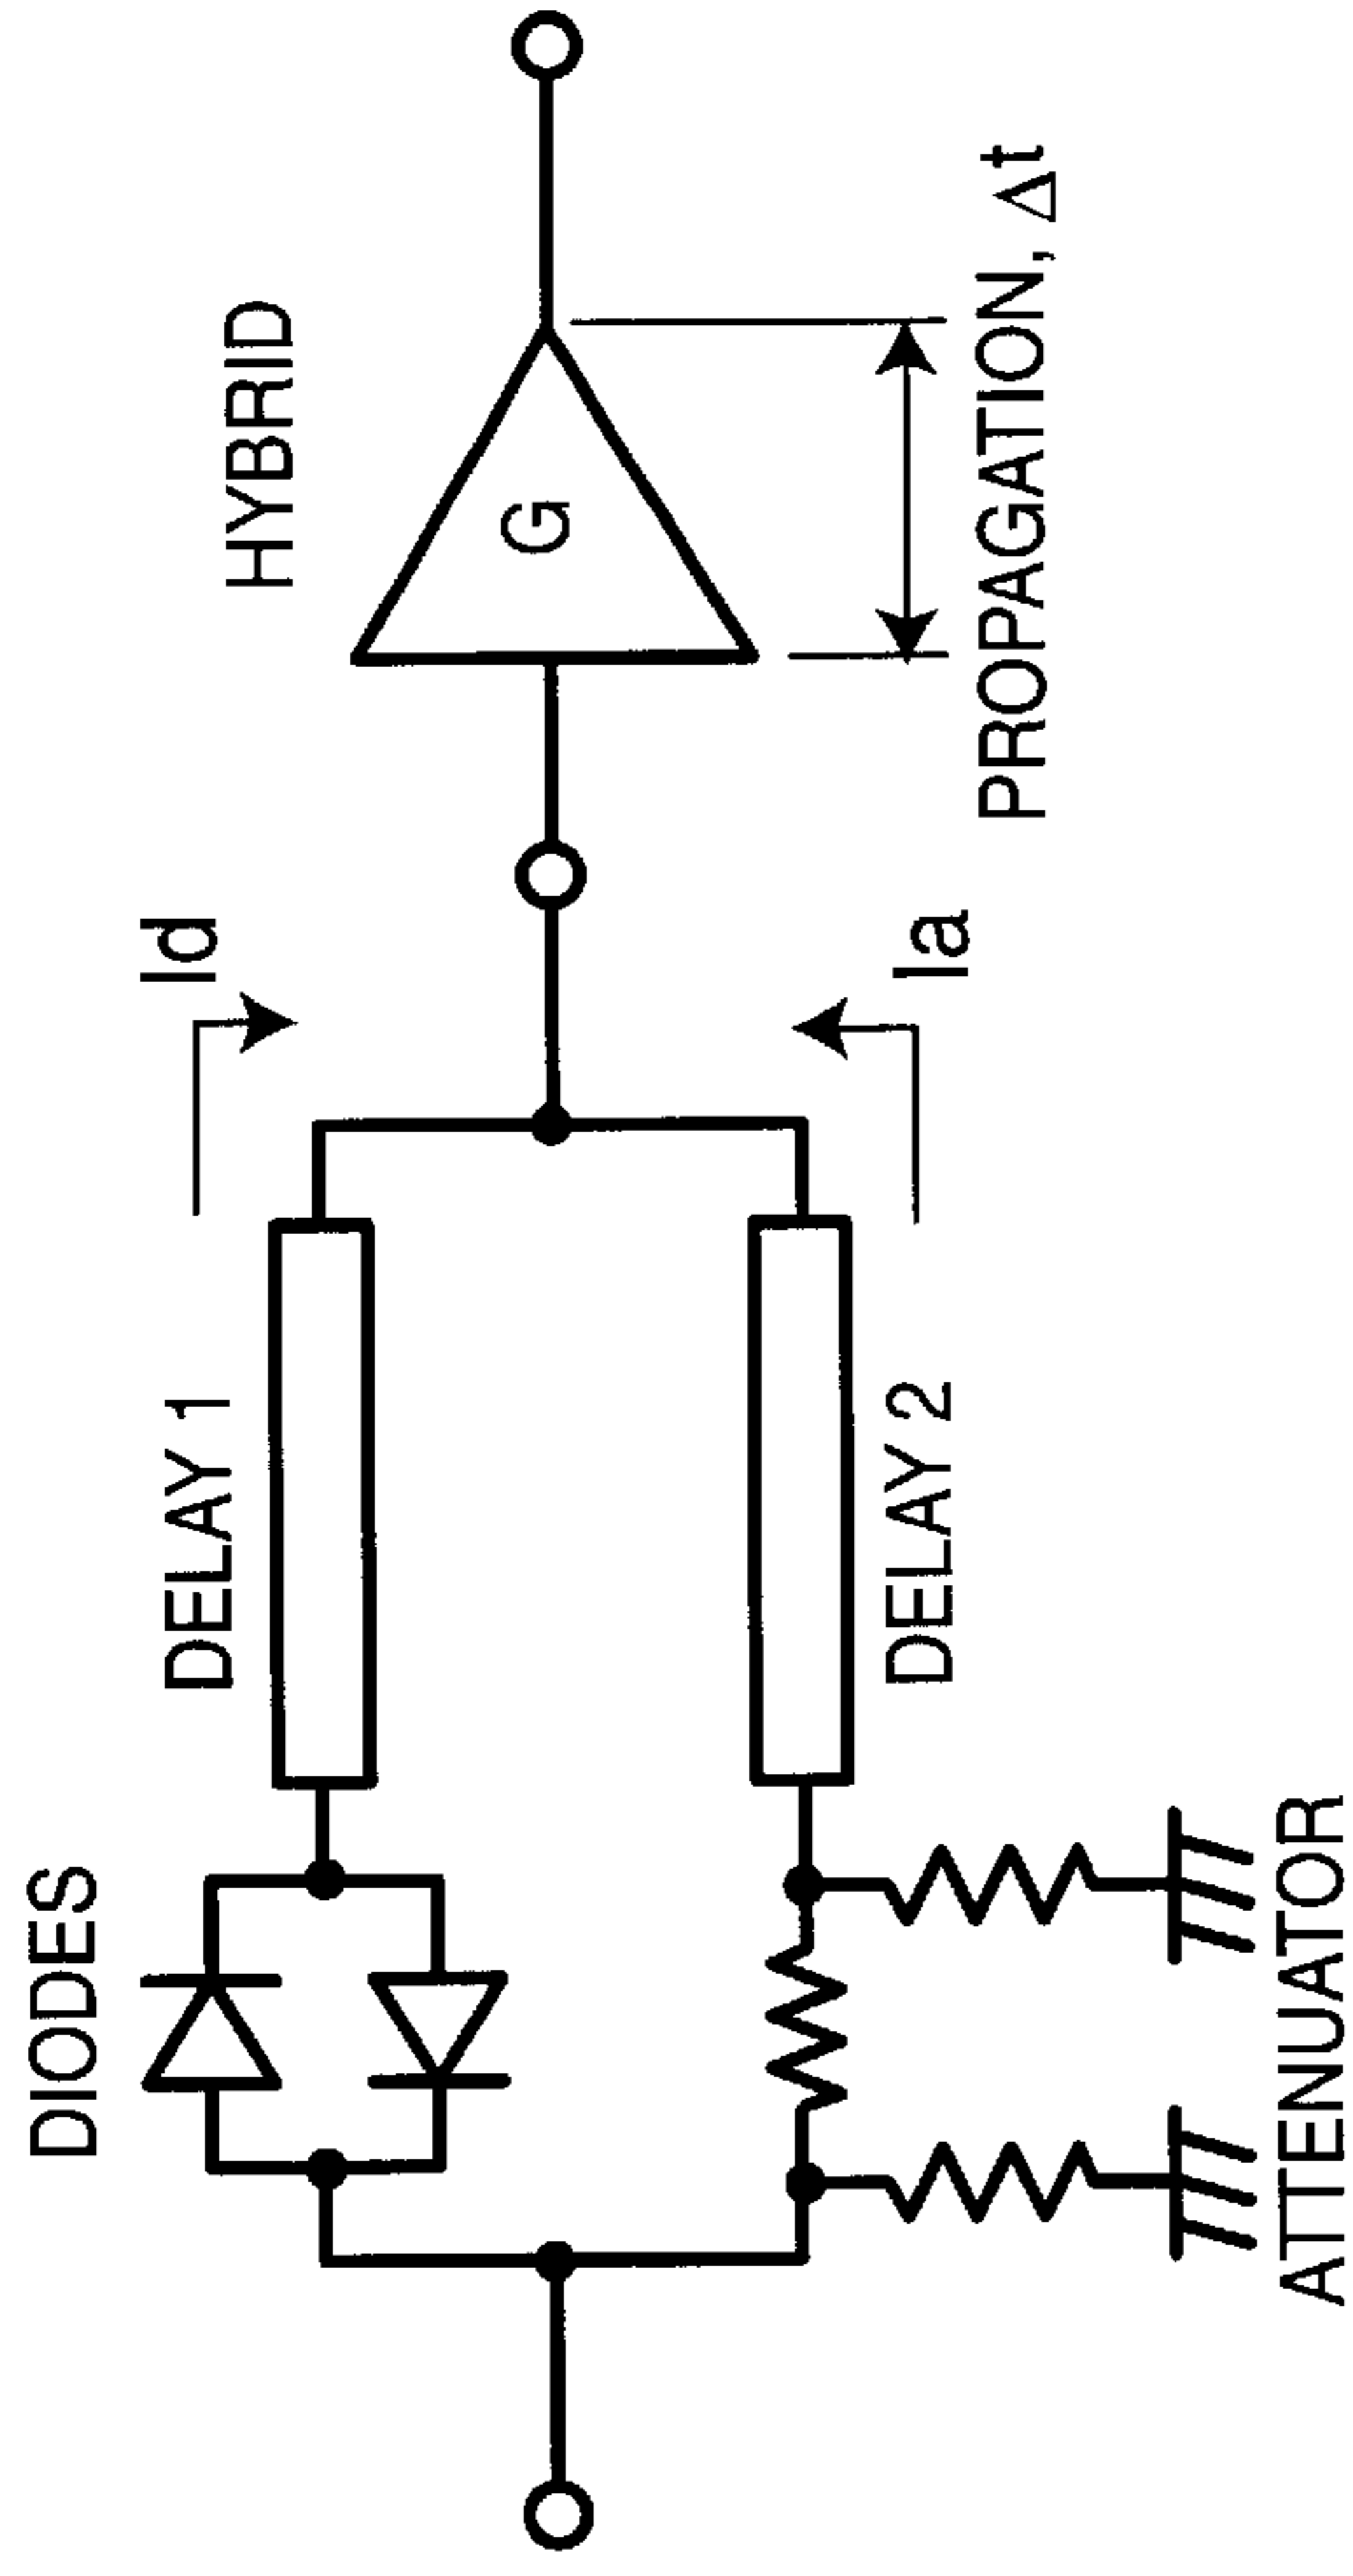 DIODES
DELAY 1
Id
HYBRID
G
DELAY 2
Ia
PROPAGATION, Δt
ATTENUATOR